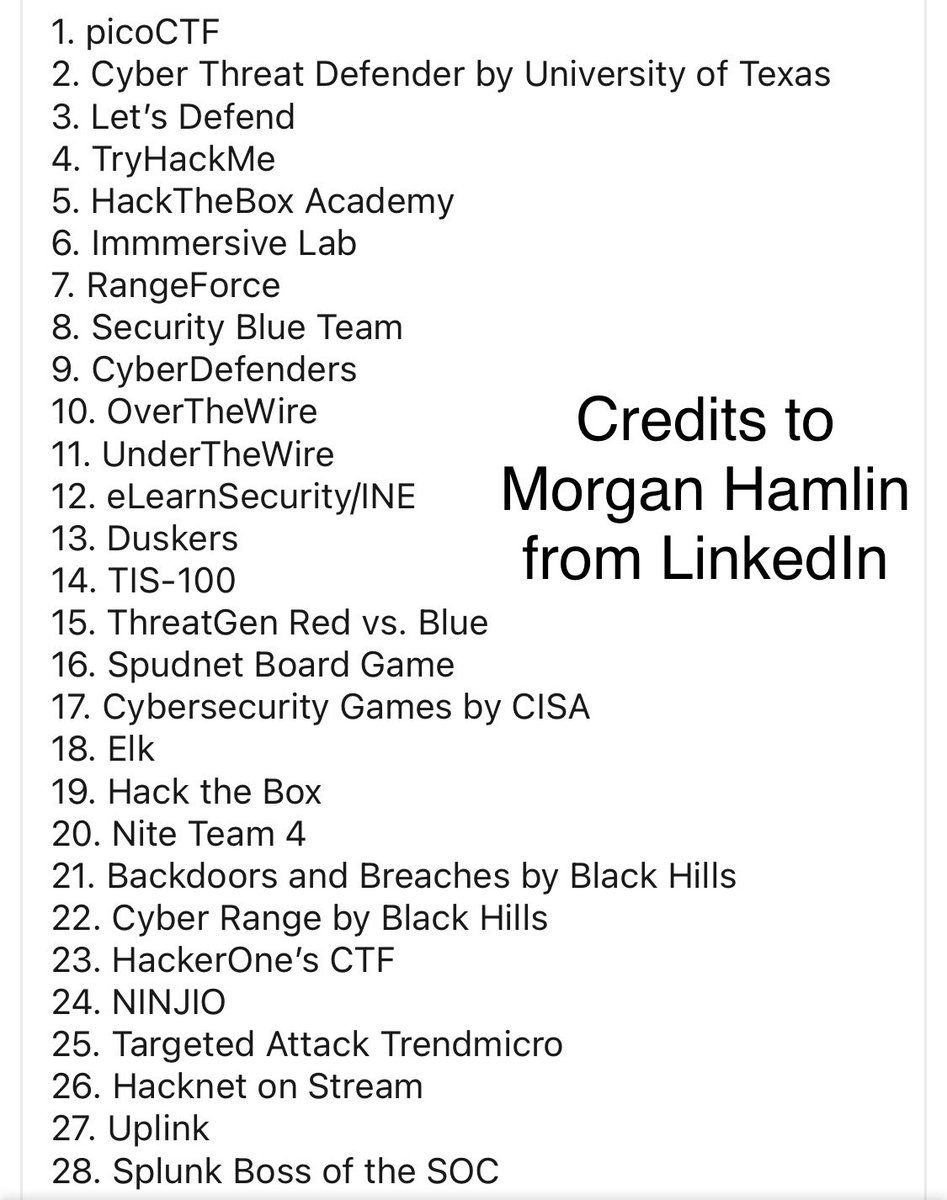 1. picoCTF
2. Cyber Threat Defender by University of Texas
3. Let’s Defend
4. TryHackMe
5. HackTheBox Academy
6. Immmersive Lab
7. RangeForce
8. Security Blue Team
9. CyberDefenders
10. OverTheWire
11. UnderTheWire
12. eLearnSecurity/INE
13. Duskers
14. TIS-100
15. ThreatGen Red vs. Blue
16. Spudnet Board Game
17. Cybersecurity Games by CISA
18. Elk
19. Hack the Box
20. Nite Team 4
21. Backdoors and Breaches by Black Hills
22. Cyber Range by Black Hills
23. HackerOne’s CTF
24. NINJIO
25. Targeted Attack Trendmicro
26. Hacknet on Stream
27. Uplink
28. Splunk Boss of the SOC
Credits to
Morgan Hamlin
from LinkedIn